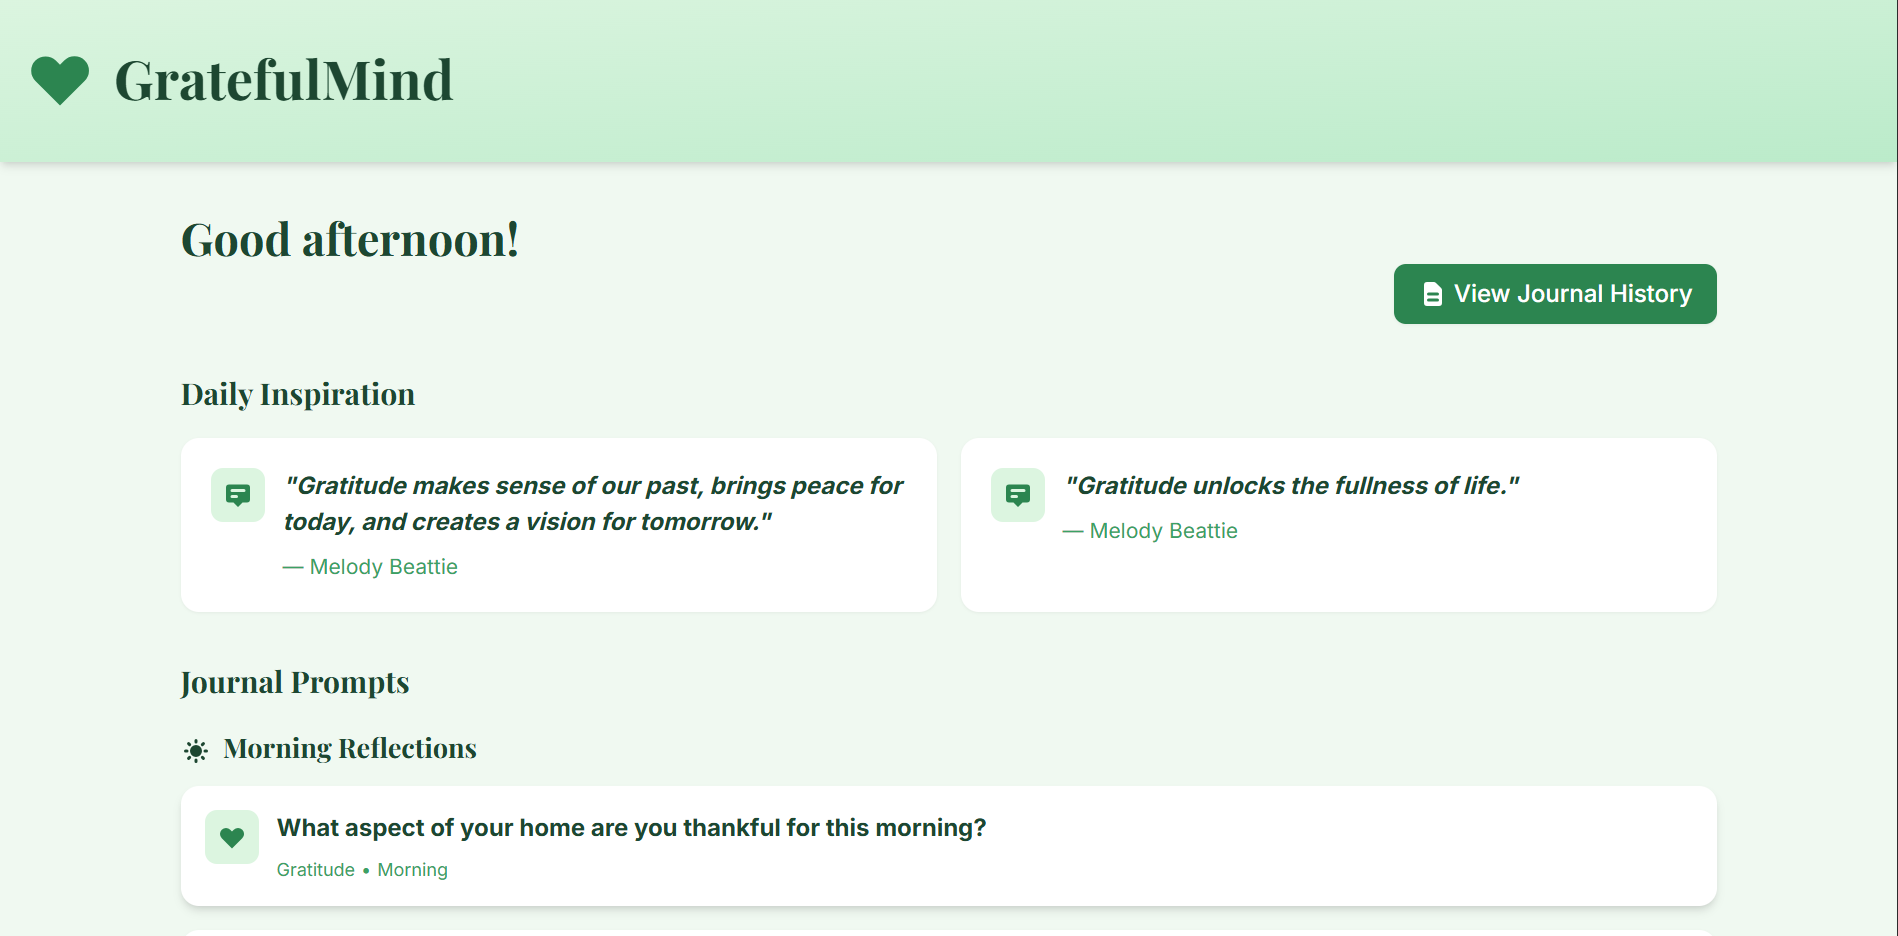 GratefulMind
Good afternoon!
View Journal History
Daily Inspiration
"Gratitude makes sense of our past, brings peace for
today, and creates a vision for tomorrow."
— Melody Beattie
"Gratitude unlocks the fullness of life."
— Melody Beattie
Journal Prompts
Morning Reflections
What aspect of your home are you thankful for this morning?
Gratitude • Morning